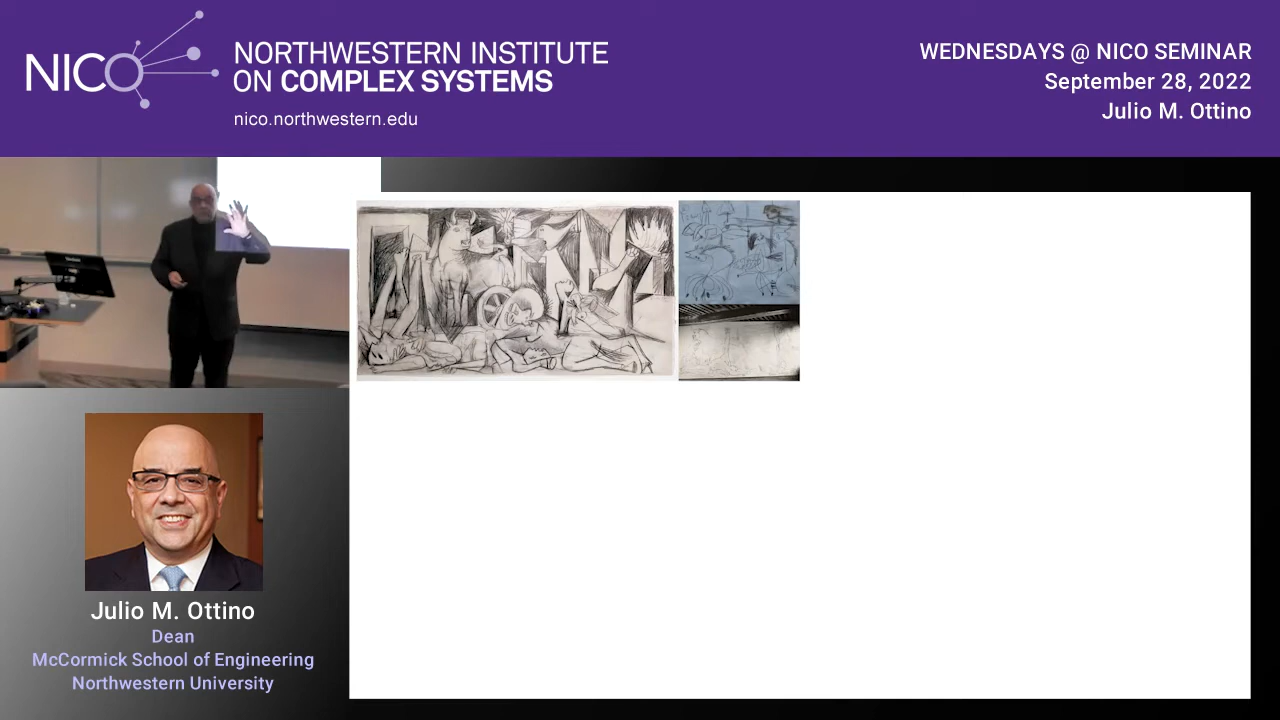 NICO
NORTHWESTERN INSTITUTE
ON COMPLEX SYSTEMS
nico.northwestern.edu
WEDNESDAYS @ NICO SEMINAR
September 28, 2022
Julio M. Ottino
Julio M. Ottino
Dean
McCormick School of Engineering
Northwestern University